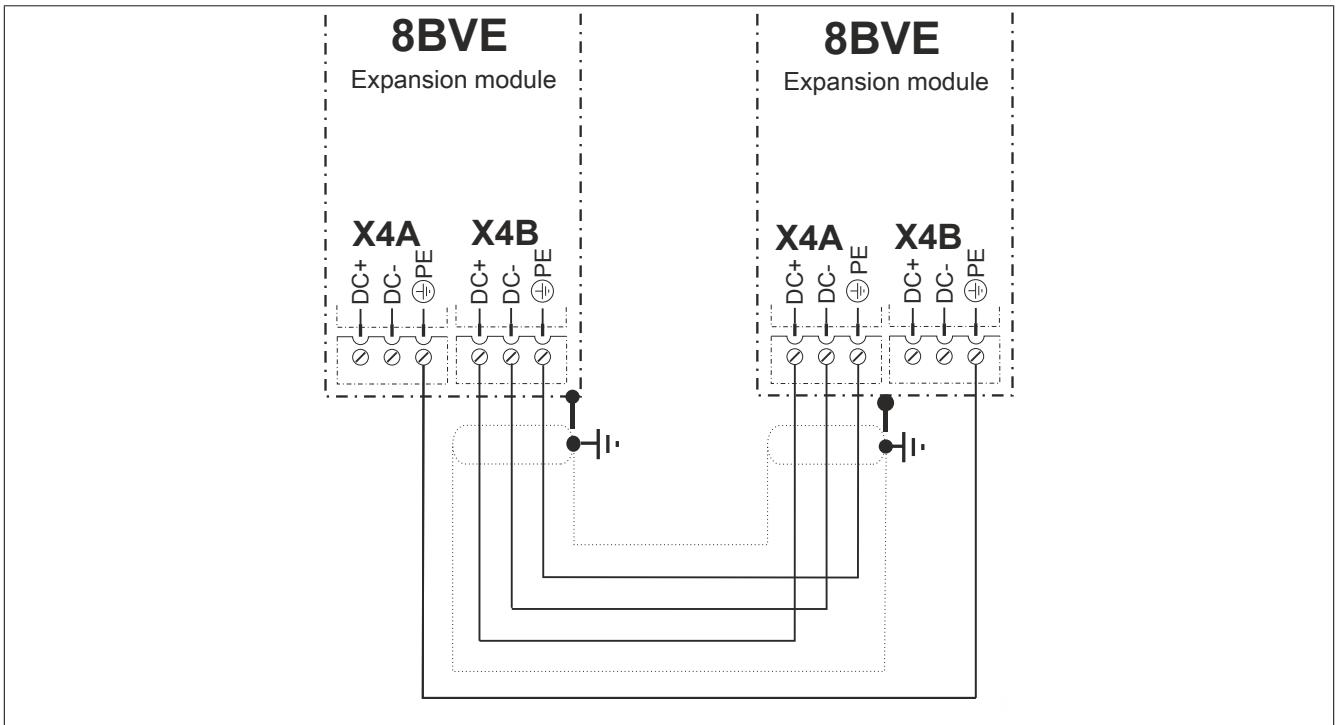 8BVE
Expansion module
X4A
X4B
DC+
DC-
PE
DC+
DC-
PE
8BVE
Expansion module
X4A
X4B
DC+
DC-
PE
DC+
DC-
PE